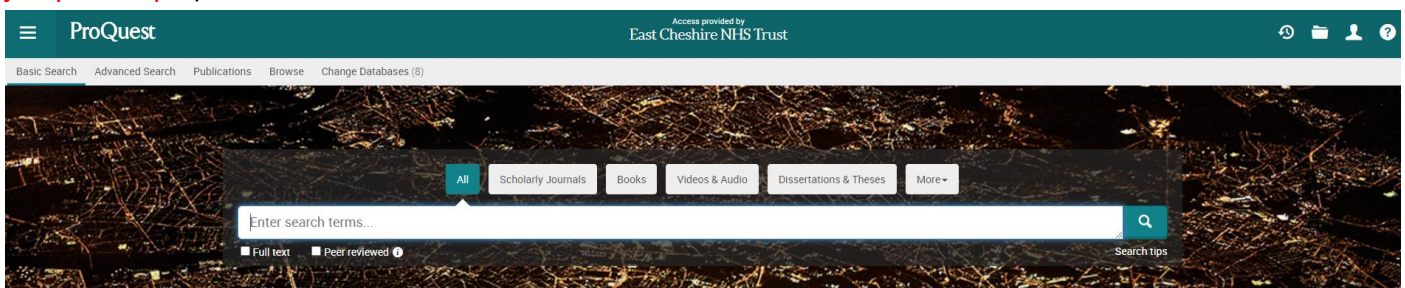 Access provided by
ProQuest
East Cheshire NHS Trust
Basic Search Advanced Search Publications Browse Change Databases (8)
All Scholarly Journals Books Videos & Audio Dissertations & Theses More
Enter search terms...
Full text Peer reviewed Search tips